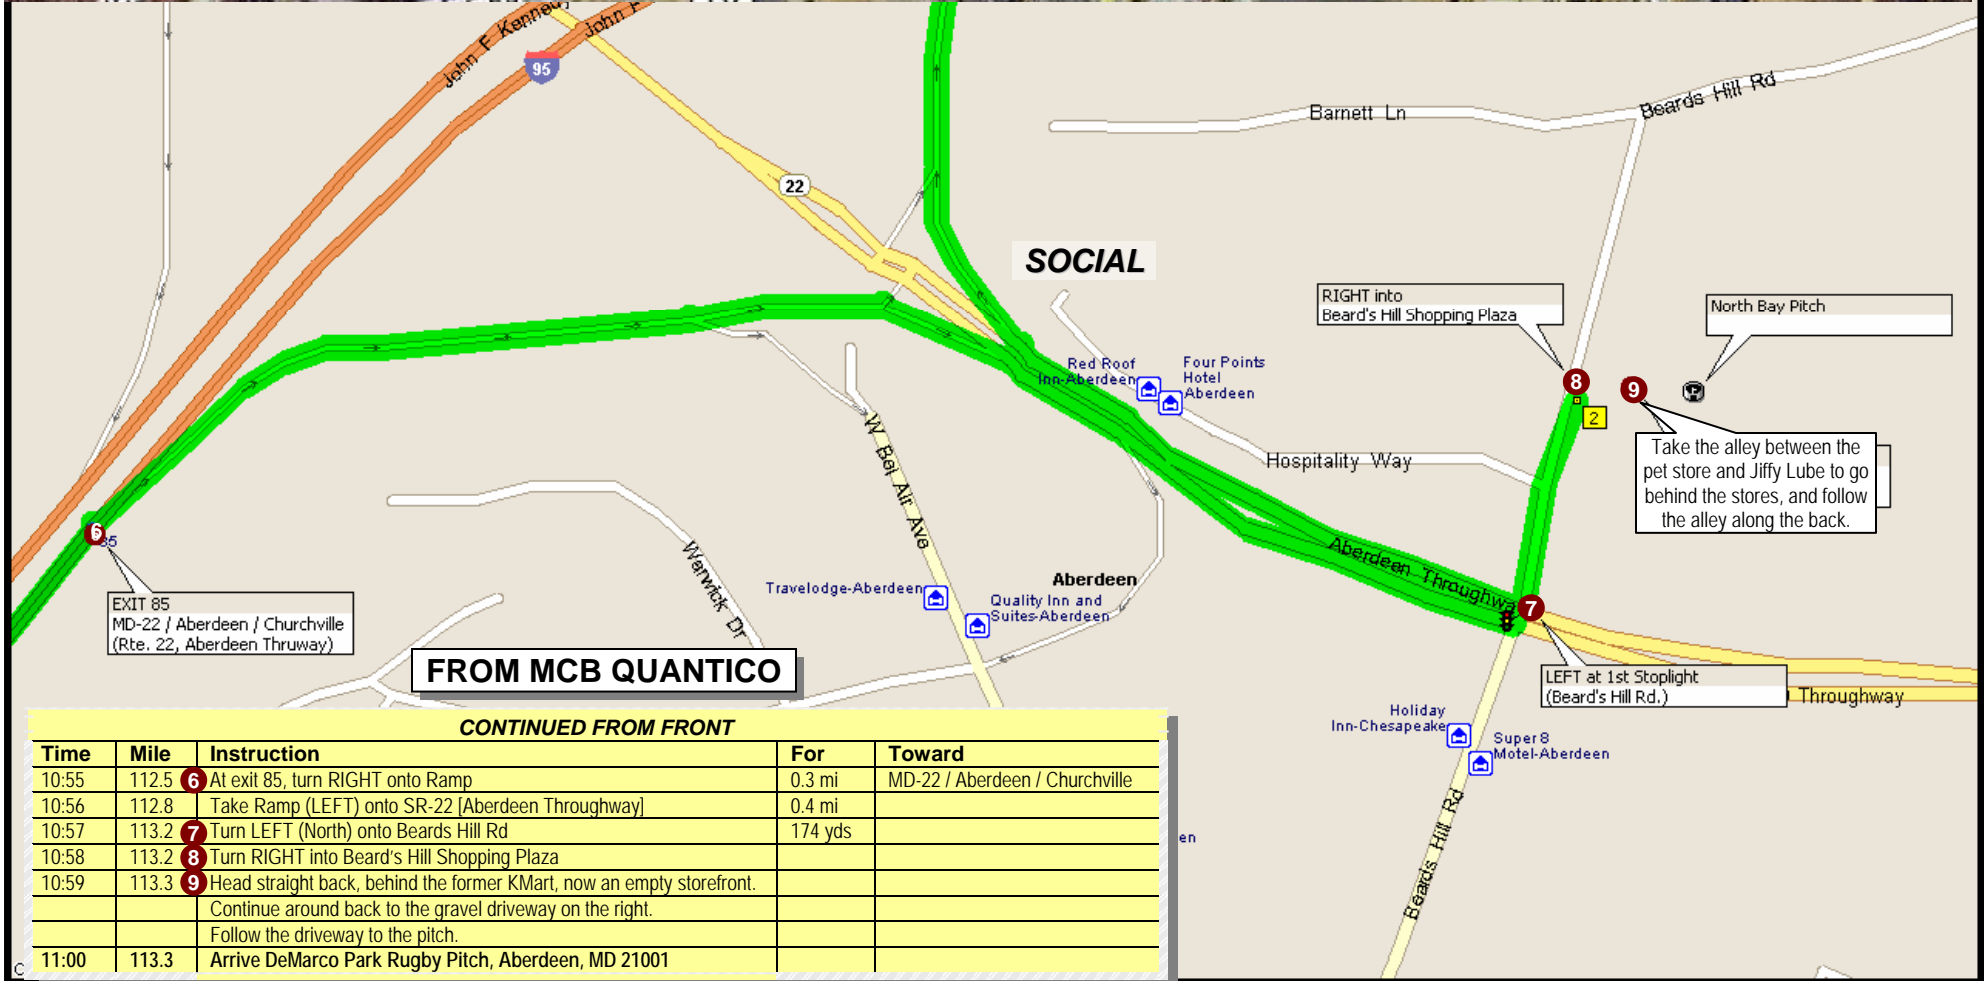 John F Kennedy
John F
95
22
Barnett Ln
Beards Hill Rd
SOCIAL
RIGHT into
Beard's Hill Shopping Plaza
North Bay Pitch
Red Roof
Inn-Aberdeen
Four Points
Hotel
Aberdeen
8
9
2
Take the alley between the
pet store and Jiffy Lube to go
behind the stores, and follow
the alley along the back.
Hospitality Way
W Bel Air Ave
6
EXIT 85
MD-22 / Aberdeen / Churchville
(Rte. 22, Aberdeen Thruway)
Warwick Dr
Travelodge-Aberdeen
Aberdeen
Quality Inn and
Suites-Aberdeen
Aberdeen Throughwa
7
LEFT at 1st Stoplight
(Beard's Hill Rd.)
Throughway
Holiday
Inn-Chesapeake
Super 8
Motel-Aberdeen
Beards Hill Rd
en
FROM MCB QUANTICO
CONTINUED FROM FRONT
Time Mile Instruction For Toward
10:55 112.5 6 At exit 85, turn RIGHT onto Ramp 0.3 mi MD-22 / Aberdeen / Churchville
10:56 112.8 Take Ramp (LEFT) onto SR-22 [Aberdeen Throughway] 0.4 mi
10:57 113.2 7 Turn LEFT (North) onto Beards Hill Rd 174 yds
10:58 113.2 8 Turn RIGHT into Beard's Hill Shopping Plaza
10:59 113.3 9 Head straight back, behind the former KMart, now an empty storefront.
Continue around back to the gravel driveway on the right.
Follow the driveway to the pitch.
11:00 113.3 Arrive DeMarco Park Rugby Pitch, Aberdeen, MD 21001